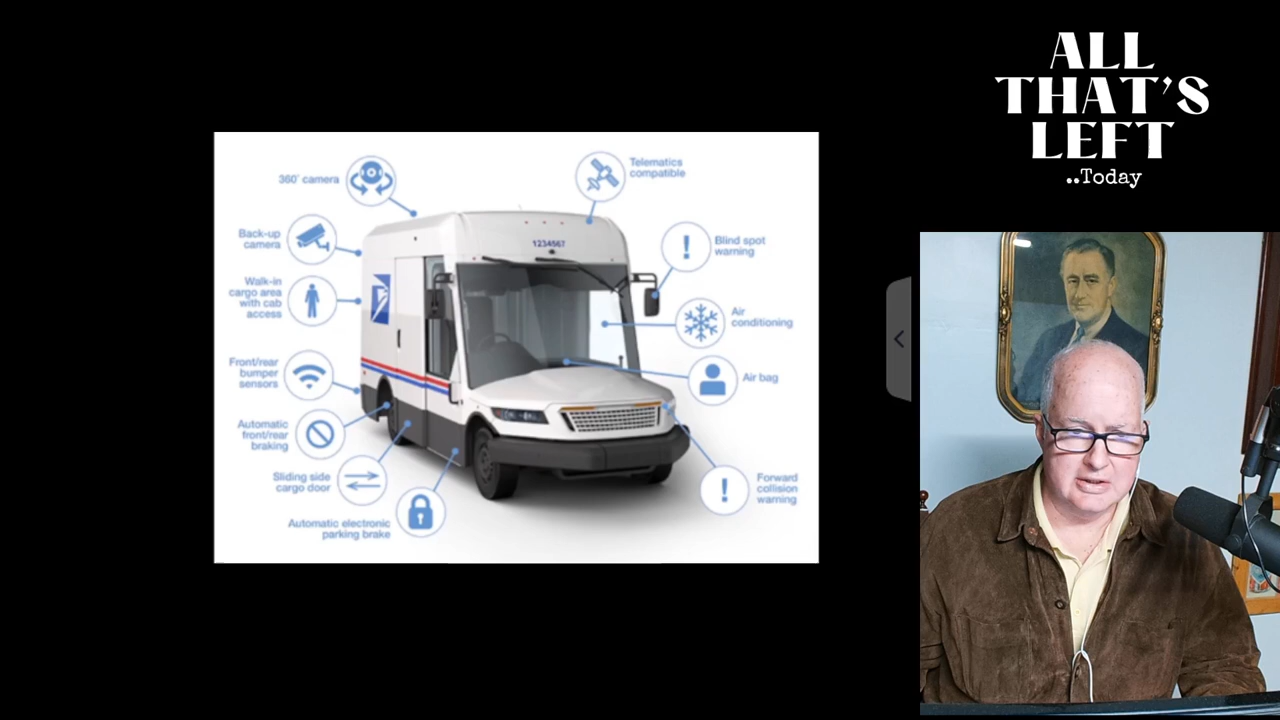 ALL
THAT'S
LEFT
..Today
360° camera
Telematics
compatible
1234567
Back-up
camera
Blind spot
warning
Walk-in
cargo area
with cab
access
Air
conditioning
Front/rear
bumper
sensors
Air bag
Automatic
front/rear
braking
Sliding side
cargo door
Forward
collision
warning
Automatic electronic
parking brake